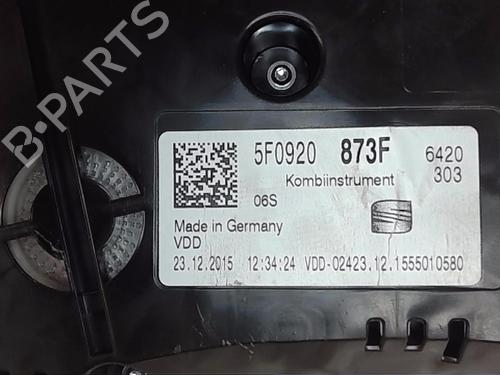 B-PARTS
5F0920 873F 6420
Kombiinstrument 303
06S
Made in Germany
VDD
23.12.2015 12:34:24 VDD-02423.12.1555010580